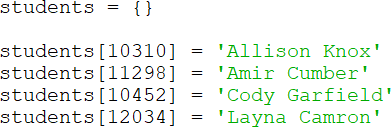 students = {}
students[10310] = 'Allison Knox'
students[11298] = 'Amir Cumber'
students[10452] = 'Cody Garfield'
students[12034] = 'Layna Camron'